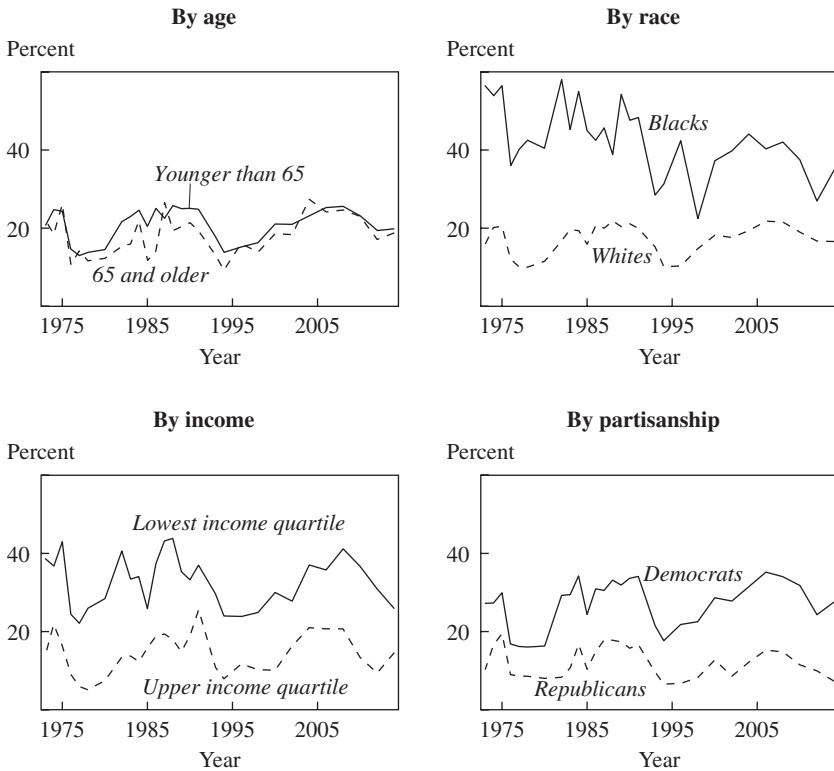 By age
Percent
40
20
Younger than 65
65 and older
1975 1985 1995 2005
Year
By race
Percent
40
20
Blacks
Whites
1975 1985 1995 2005
Year
By income
Percent
40
20
Lowest income quartile
Upper income quartile
1975 1985 1995 2005
Year
By partisanship
Percent
40
20
Democrats
Republicans
1975 1985 1995 2005
Year